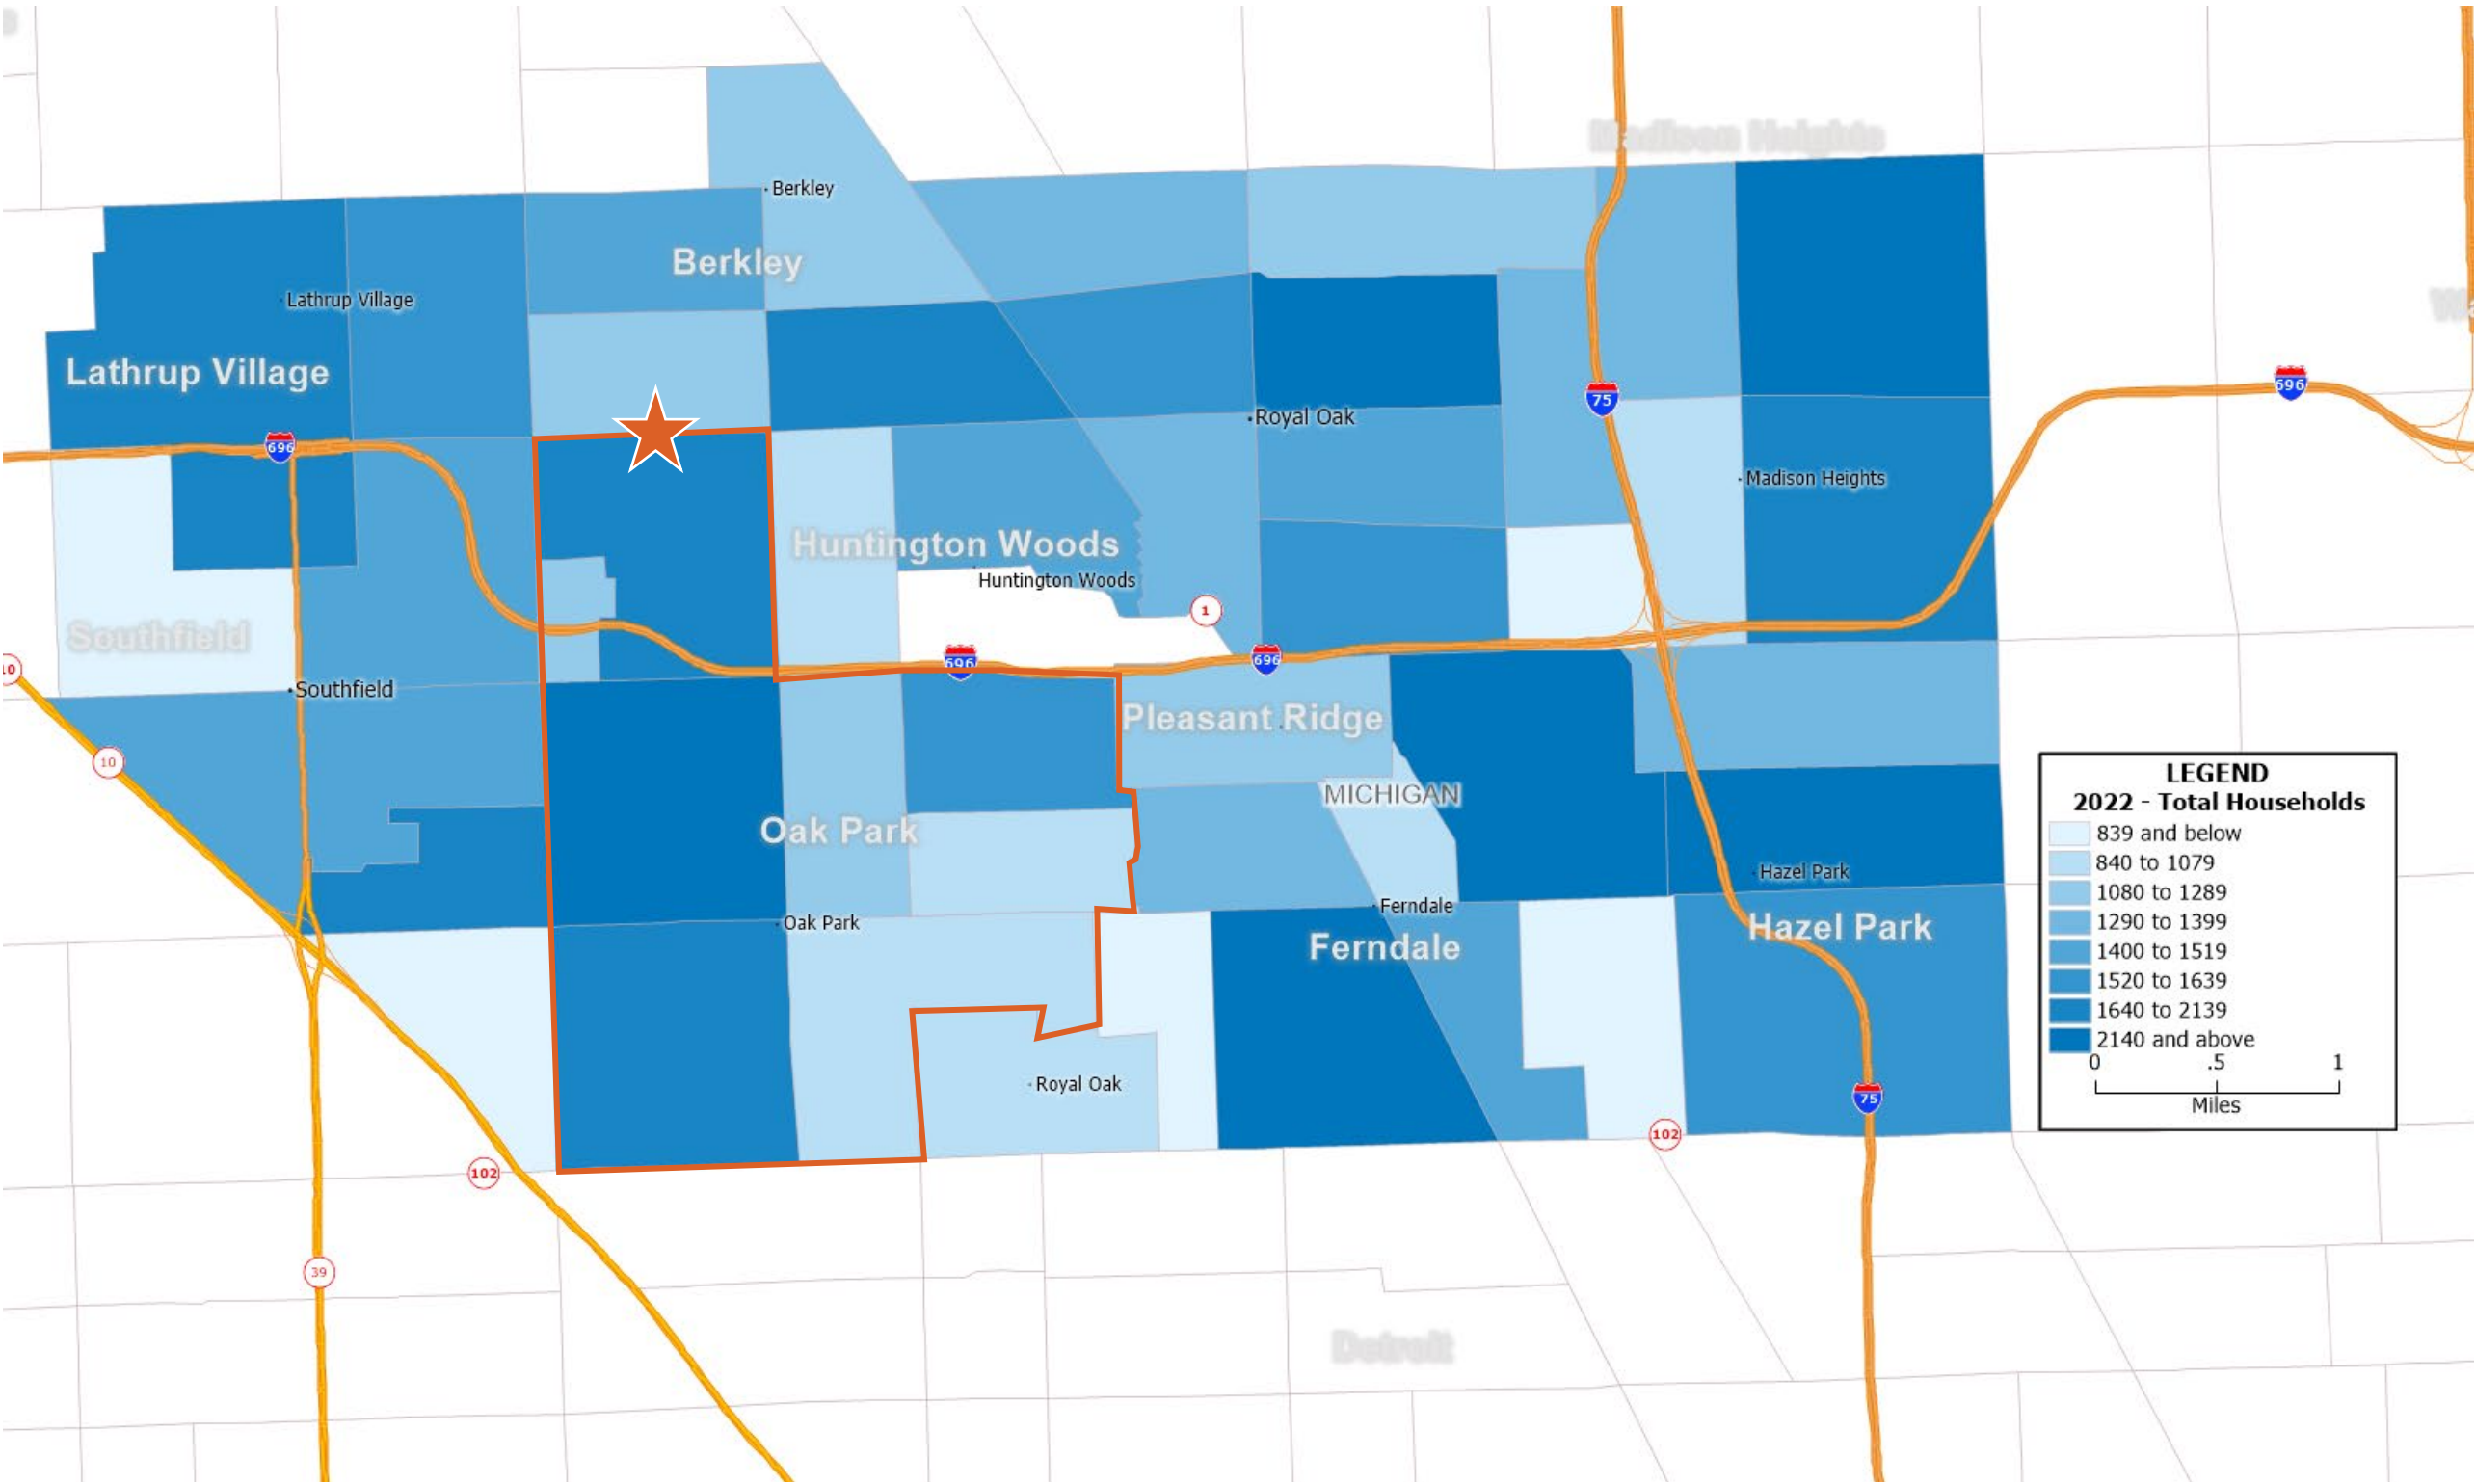 Madison Heights
Berkley
Berkley
Lathrup Village
Lathrup Village
75
696
Royal Oak
696
Madison Heights
Huntington Woods
Huntington Woods
1
Southfield
696
696
10
Southfield
Pleasant Ridge
10
MICHIGAN
Oak Park
Hazel Park
Ferndale
Oak Park
Hazel Park
Ferndale
Royal Oak
75
102
102
39
Detroit
LEGEND
2022 - Total Households
839 and below
840 to 1079
1080 to 1289
1290 to 1399
1400 to 1519
1520 to 1639
1640 to 2139
2140 and above
0 .5 1
Miles